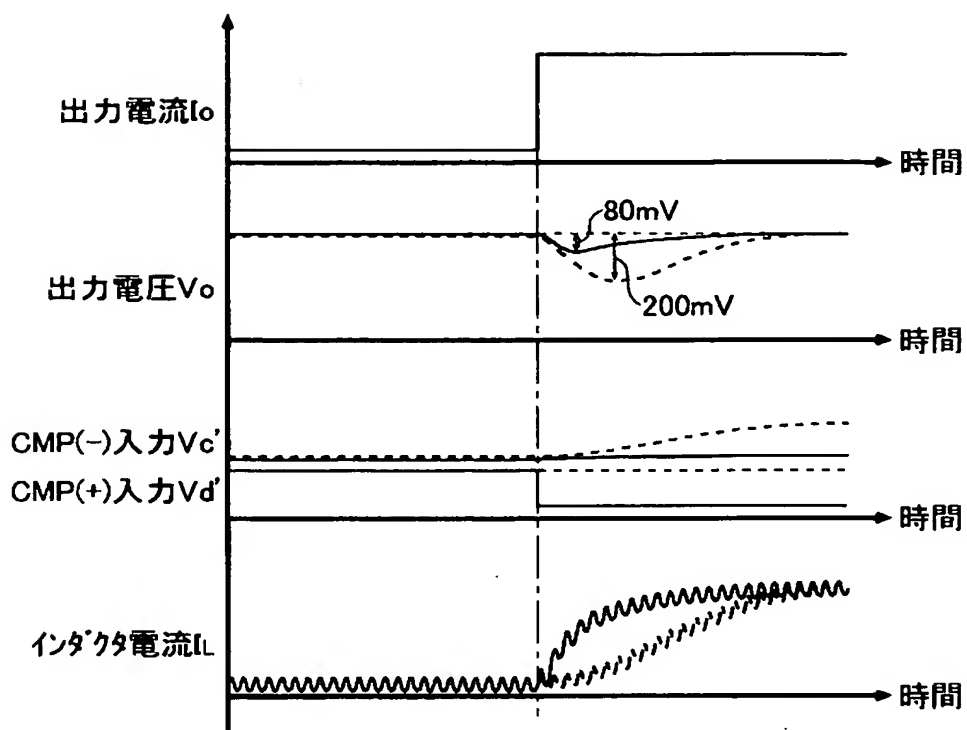 出力電流Io
時間
80mV
出力電圧Vo
200mV
時間
CMP(-)入力Vc'
CMP(+)入力Vd'
時間
インダクタ電流IL
時間